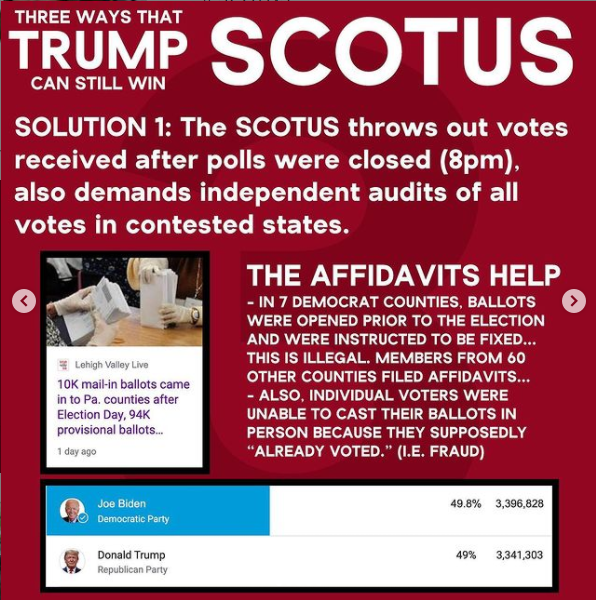 THREE WAYS THAT
TRUMP
CAN STILL WIN
SCOTUS
SOLUTION 1: The SCOTUS throws out votes
received after polls were closed (8pm),
also demands independent audits of all
votes in contested states.
Lehigh Valley Live
10K mail-in ballots came
in to Pa. counties after
Election Day, 94K
provisional ballots...
1 day ago
THE AFFIDAVITS HELP
- IN 7 DEMOCRAT COUNTIES, BALLOTS
WERE OPENED PRIOR TO THE ELECTION
AND WERE INSTRUCTED TO BE FIXED...
THIS IS ILLEGAL. MEMBERS FROM 60
OTHER COUNTIES FILED AFFIDAVITS...
- ALSO, INDIVIDUAL VOTERS WERE
UNABLE TO CAST THEIR BALLOTS IN
PERSON BECAUSE THEY SUPPOSEDLY
"ALREADY VOTED." (I.E. FRAUD)
Joe Biden 49.8% 3,396,828
Democratic Party
Donald Trump 49% 3,341,303
Republican Party